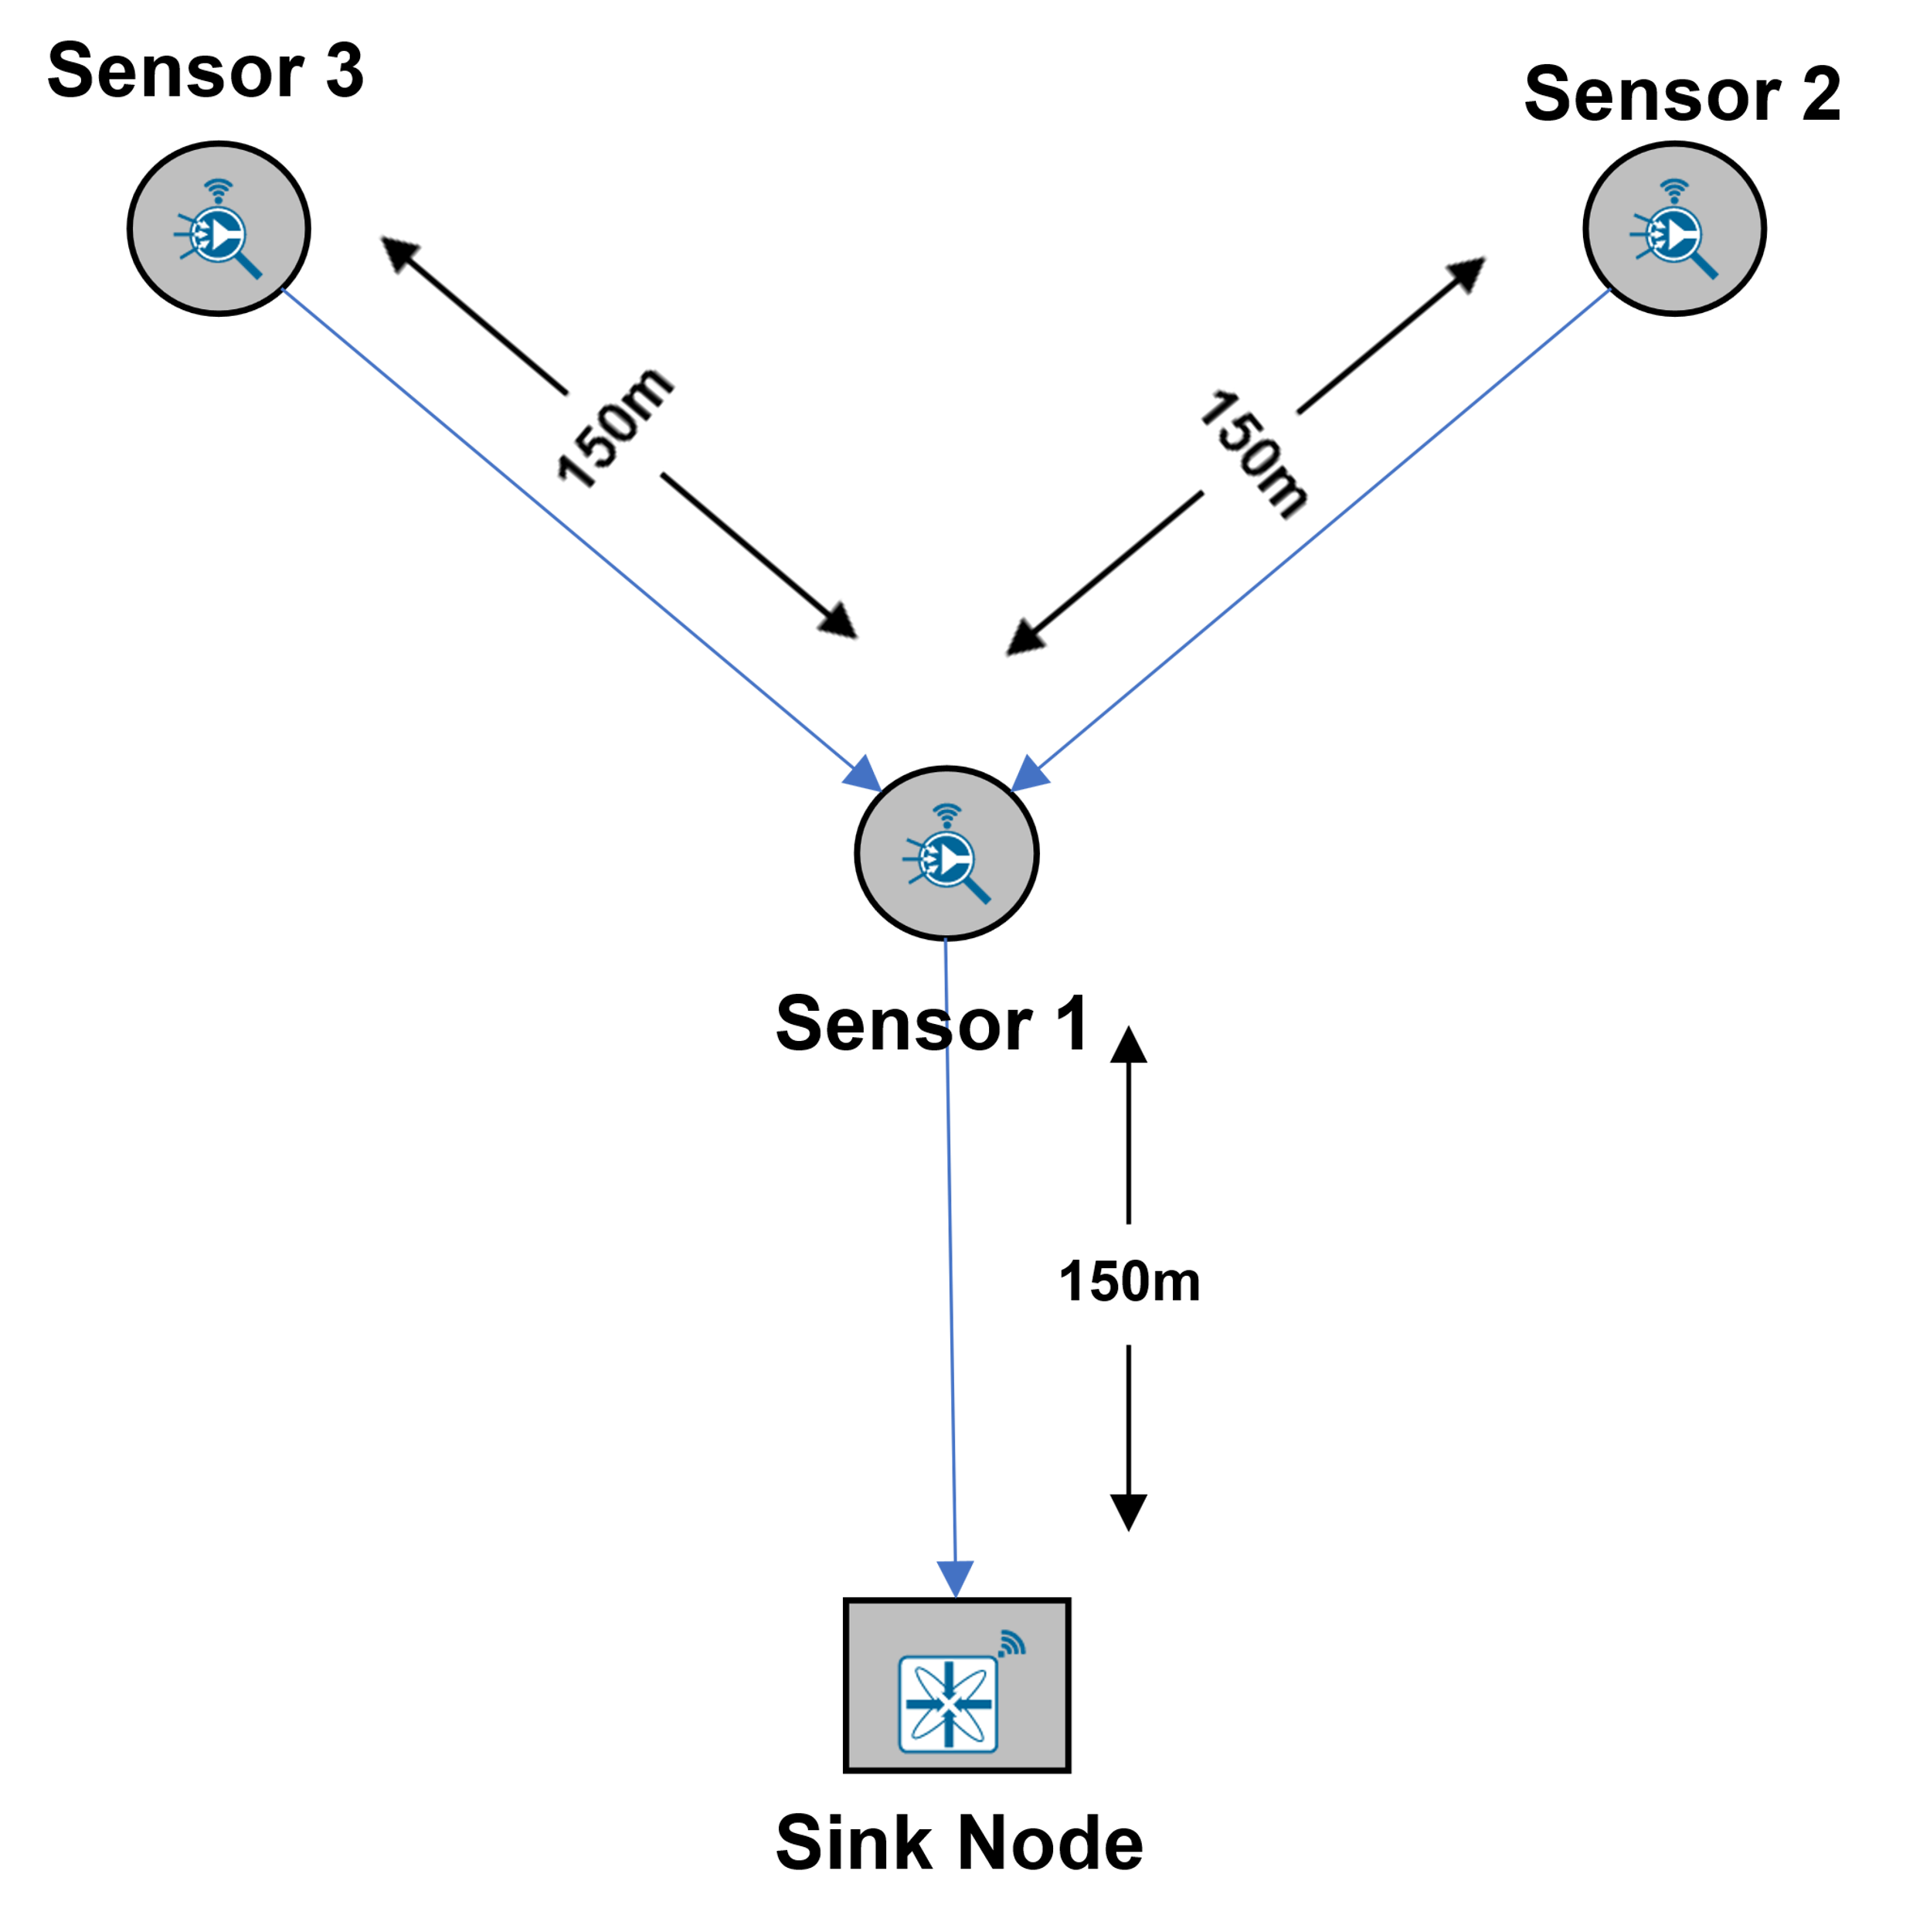 Sensor 3
Sensor 2
150m
150m
Sensor 1
150m
Sink Node